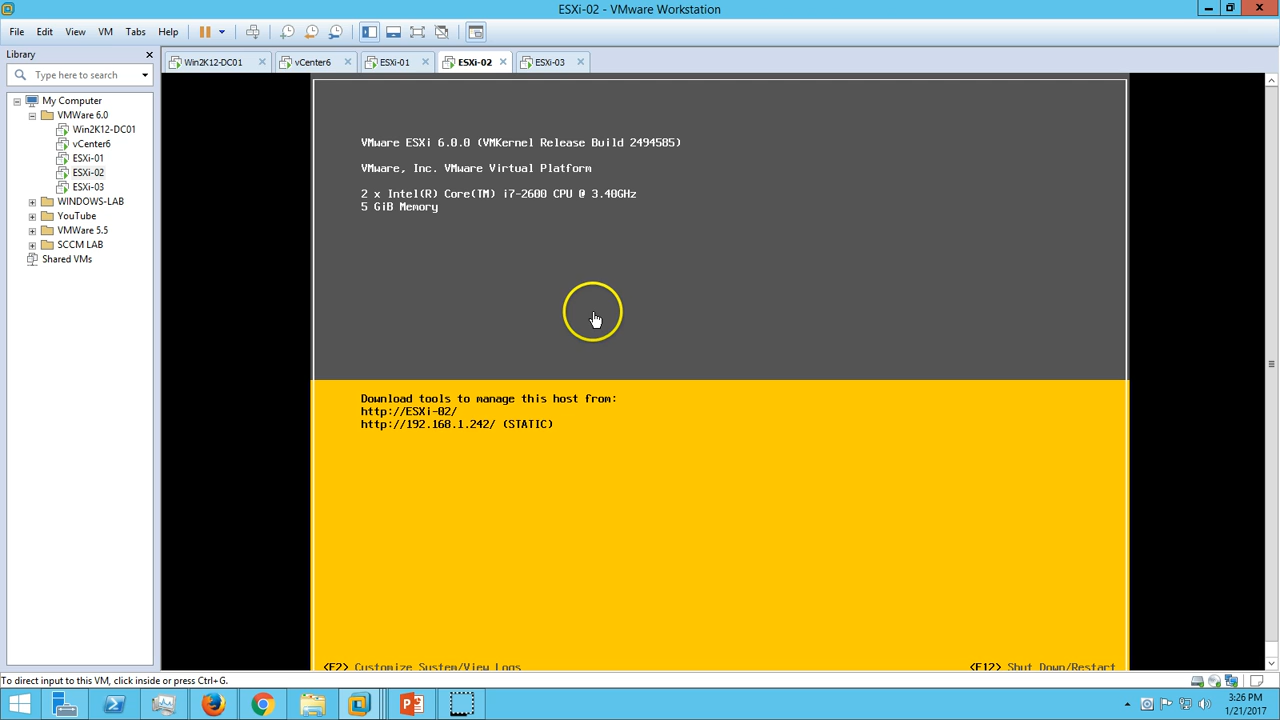 ESXi-02 - VMware Workstation
File Edit View VM Tabs Help
Library
Type here to search
My Computer
VMWare 6.0
Win2K12-DC01
vCenter6
ESXi-01
ESXi-02
ESXi-03
WINDOWS-LAB
YouTube
VMWare 5.5
SCCM LAB
Shared VMs
Win2K12-DC01 vCenter6 ESXi-01 ESXi-02 ESXi-03
VMware ESXi 6.0.0 (VMKernel Release Build 2494585)
VMware, Inc. VMware Virtual Platform
2 x Intel(R) Core(TM) i7-2600 CPU @ 3.40GHz
5 GiB Memory
Download tools to manage this host from:
http://ESXi-02/
http://192.168.1.242/ (STATIC)
<F2> Customize System/View Logs <F12> Shut Down/Restart
To direct input to this VM, click inside or press Ctrl+G.
3:26 PM
1/21/2017